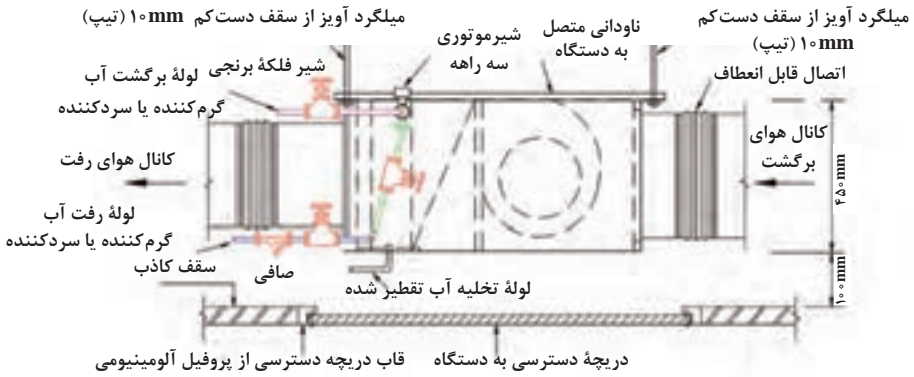 میلگرد آویز از سقف دست‌کم
۱۰mm (تیپ)
میلگرد آویز از سقف دست‌کم ۱۰mm (تیپ)
ناودانی متصل
به دستگاه
شیرموتوری
سه راهه
شیر فلکهٔ برنجی
لولهٔ برگشت آب
گرم‌کننده یا سردکننده
اتصال قابل انعطاف
کانال هوای
برگشت
کانال هوای رفت
۴۵۰mm
لولهٔ رفت آب
گرم‌کننده یا سردکننده
صافی
سقف کاذب
لولهٔ تخلیه آب تقطیر شده
۱۰۰mm
دریچهٔ دسترسی به دستگاه
قاب دریچه دسترسی از پروفیل آلومینیومی